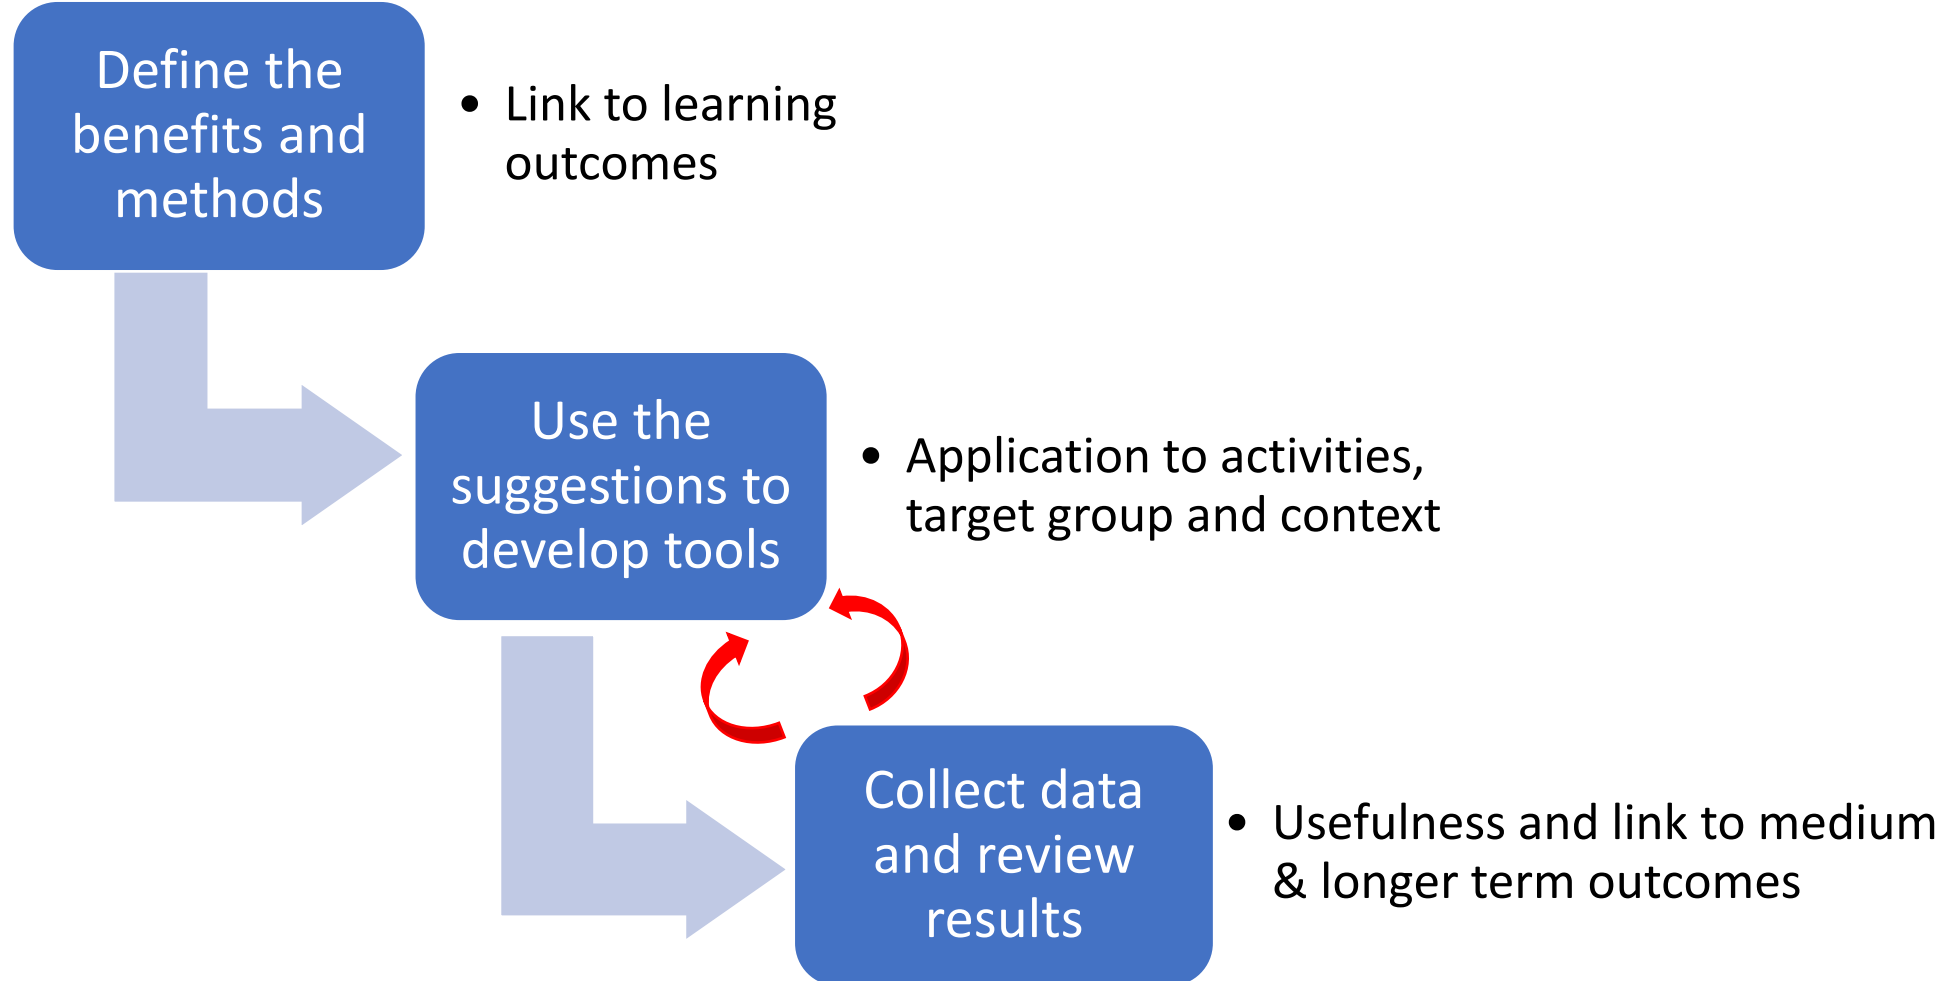 Define the
benefits and
methods
• Link to learning
outcomes
Use the
suggestions to
develop tools
• Application to activities,
target group and context
Collect data
and review
results
• Usefulness and link to medium
& longer term outcomes